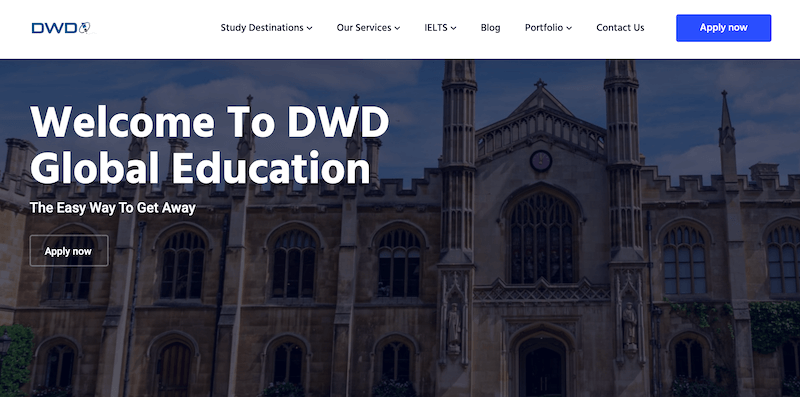 DWD
Study Destinations
Our Services
IELTS
Blog
Portfolio
Contact Us
Apply now
Welcome To DWD
Global Education
The Easy Way To Get Away
Apply now